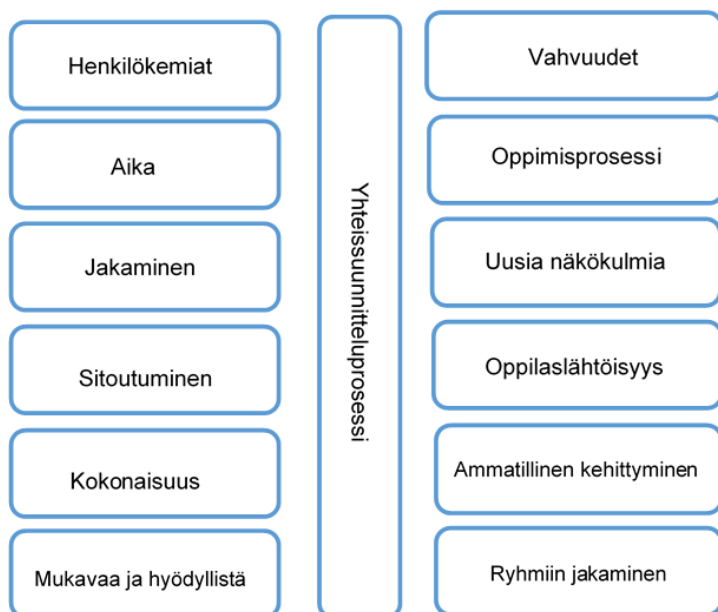 Henkilökemiat
Aika
Jakaminen
Sitoutuminen
Kokonaisuus
Mukavaa ja hyödyllistä
Yhteissuunnitteluprosessi
Vahvuudet
Oppimisprosessi
Uusia näkökulmia
Oppilaslähtöisyys
Ammatillinen kehittyminen
Ryhmiin jakaminen